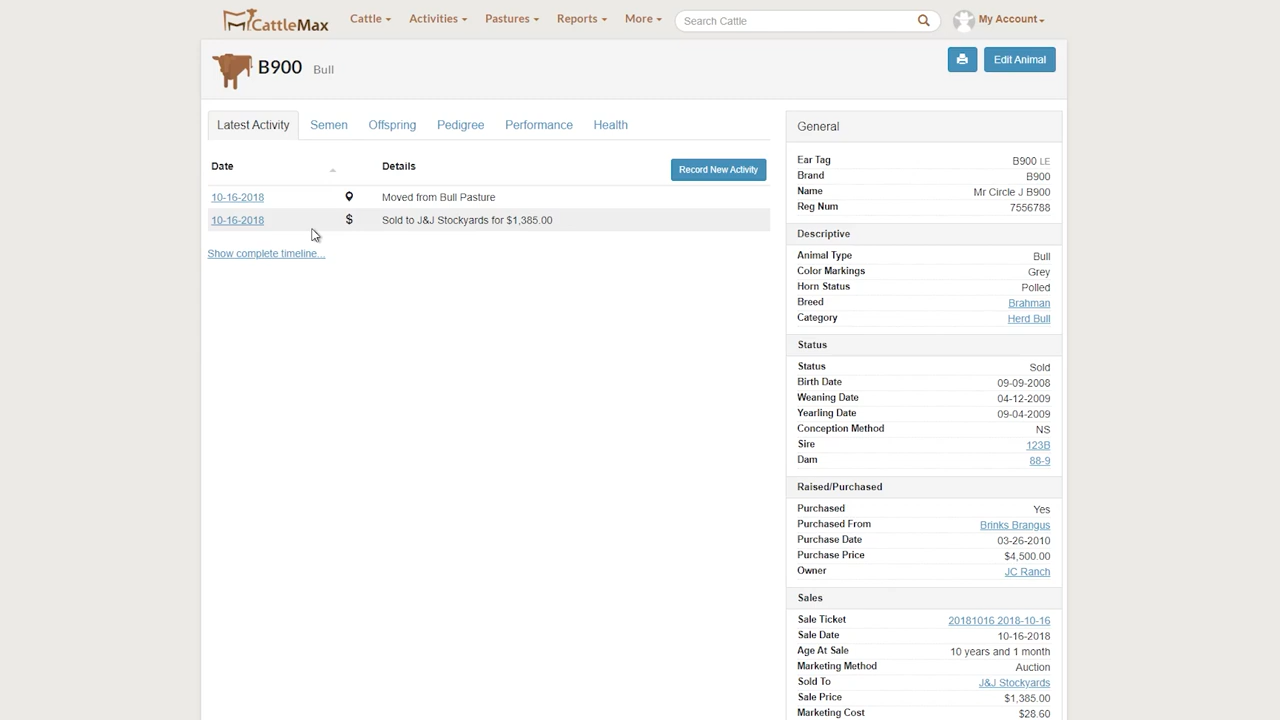 CattleMax Cattle Activities Pastures Reports More Search Cattle My Account
B900 Bull
Edit Animal
Latest Activity Semen Offspring Pedigree Performance Health
Date Details Record New Activity
10-16-2018 Moved from Bull Pasture
10-16-2018 $ Sold to J&J Stockyards for $1,385.00
Show complete timeline...
General
Ear Tag B900 LE
Brand B900
Name Mr Circle J B900
Reg Num 7556788
Descriptive
Animal Type Bull
Color Markings Grey
Horn Status Polled
Breed Brahman
Category Herd Bull
Status
Status Sold
Birth Date 09-09-2008
Weaning Date 04-12-2009
Yearling Date 09-04-2009
Conception Method NS
Sire 123B
Dam 88-9
Raised/Purchased
Purchased Yes
Purchased From Brinks Brangus
Purchase Date 03-26-2010
Purchase Price $4,500.00
Owner JC Ranch
Sales
Sale Ticket 20181016 2018-10-16
Sale Date 10-16-2018
Age At Sale 10 years and 1 month
Marketing Method Auction
Sold To J&J Stockyards
Sale Price $1,385.00
Marketing Cost $28.60